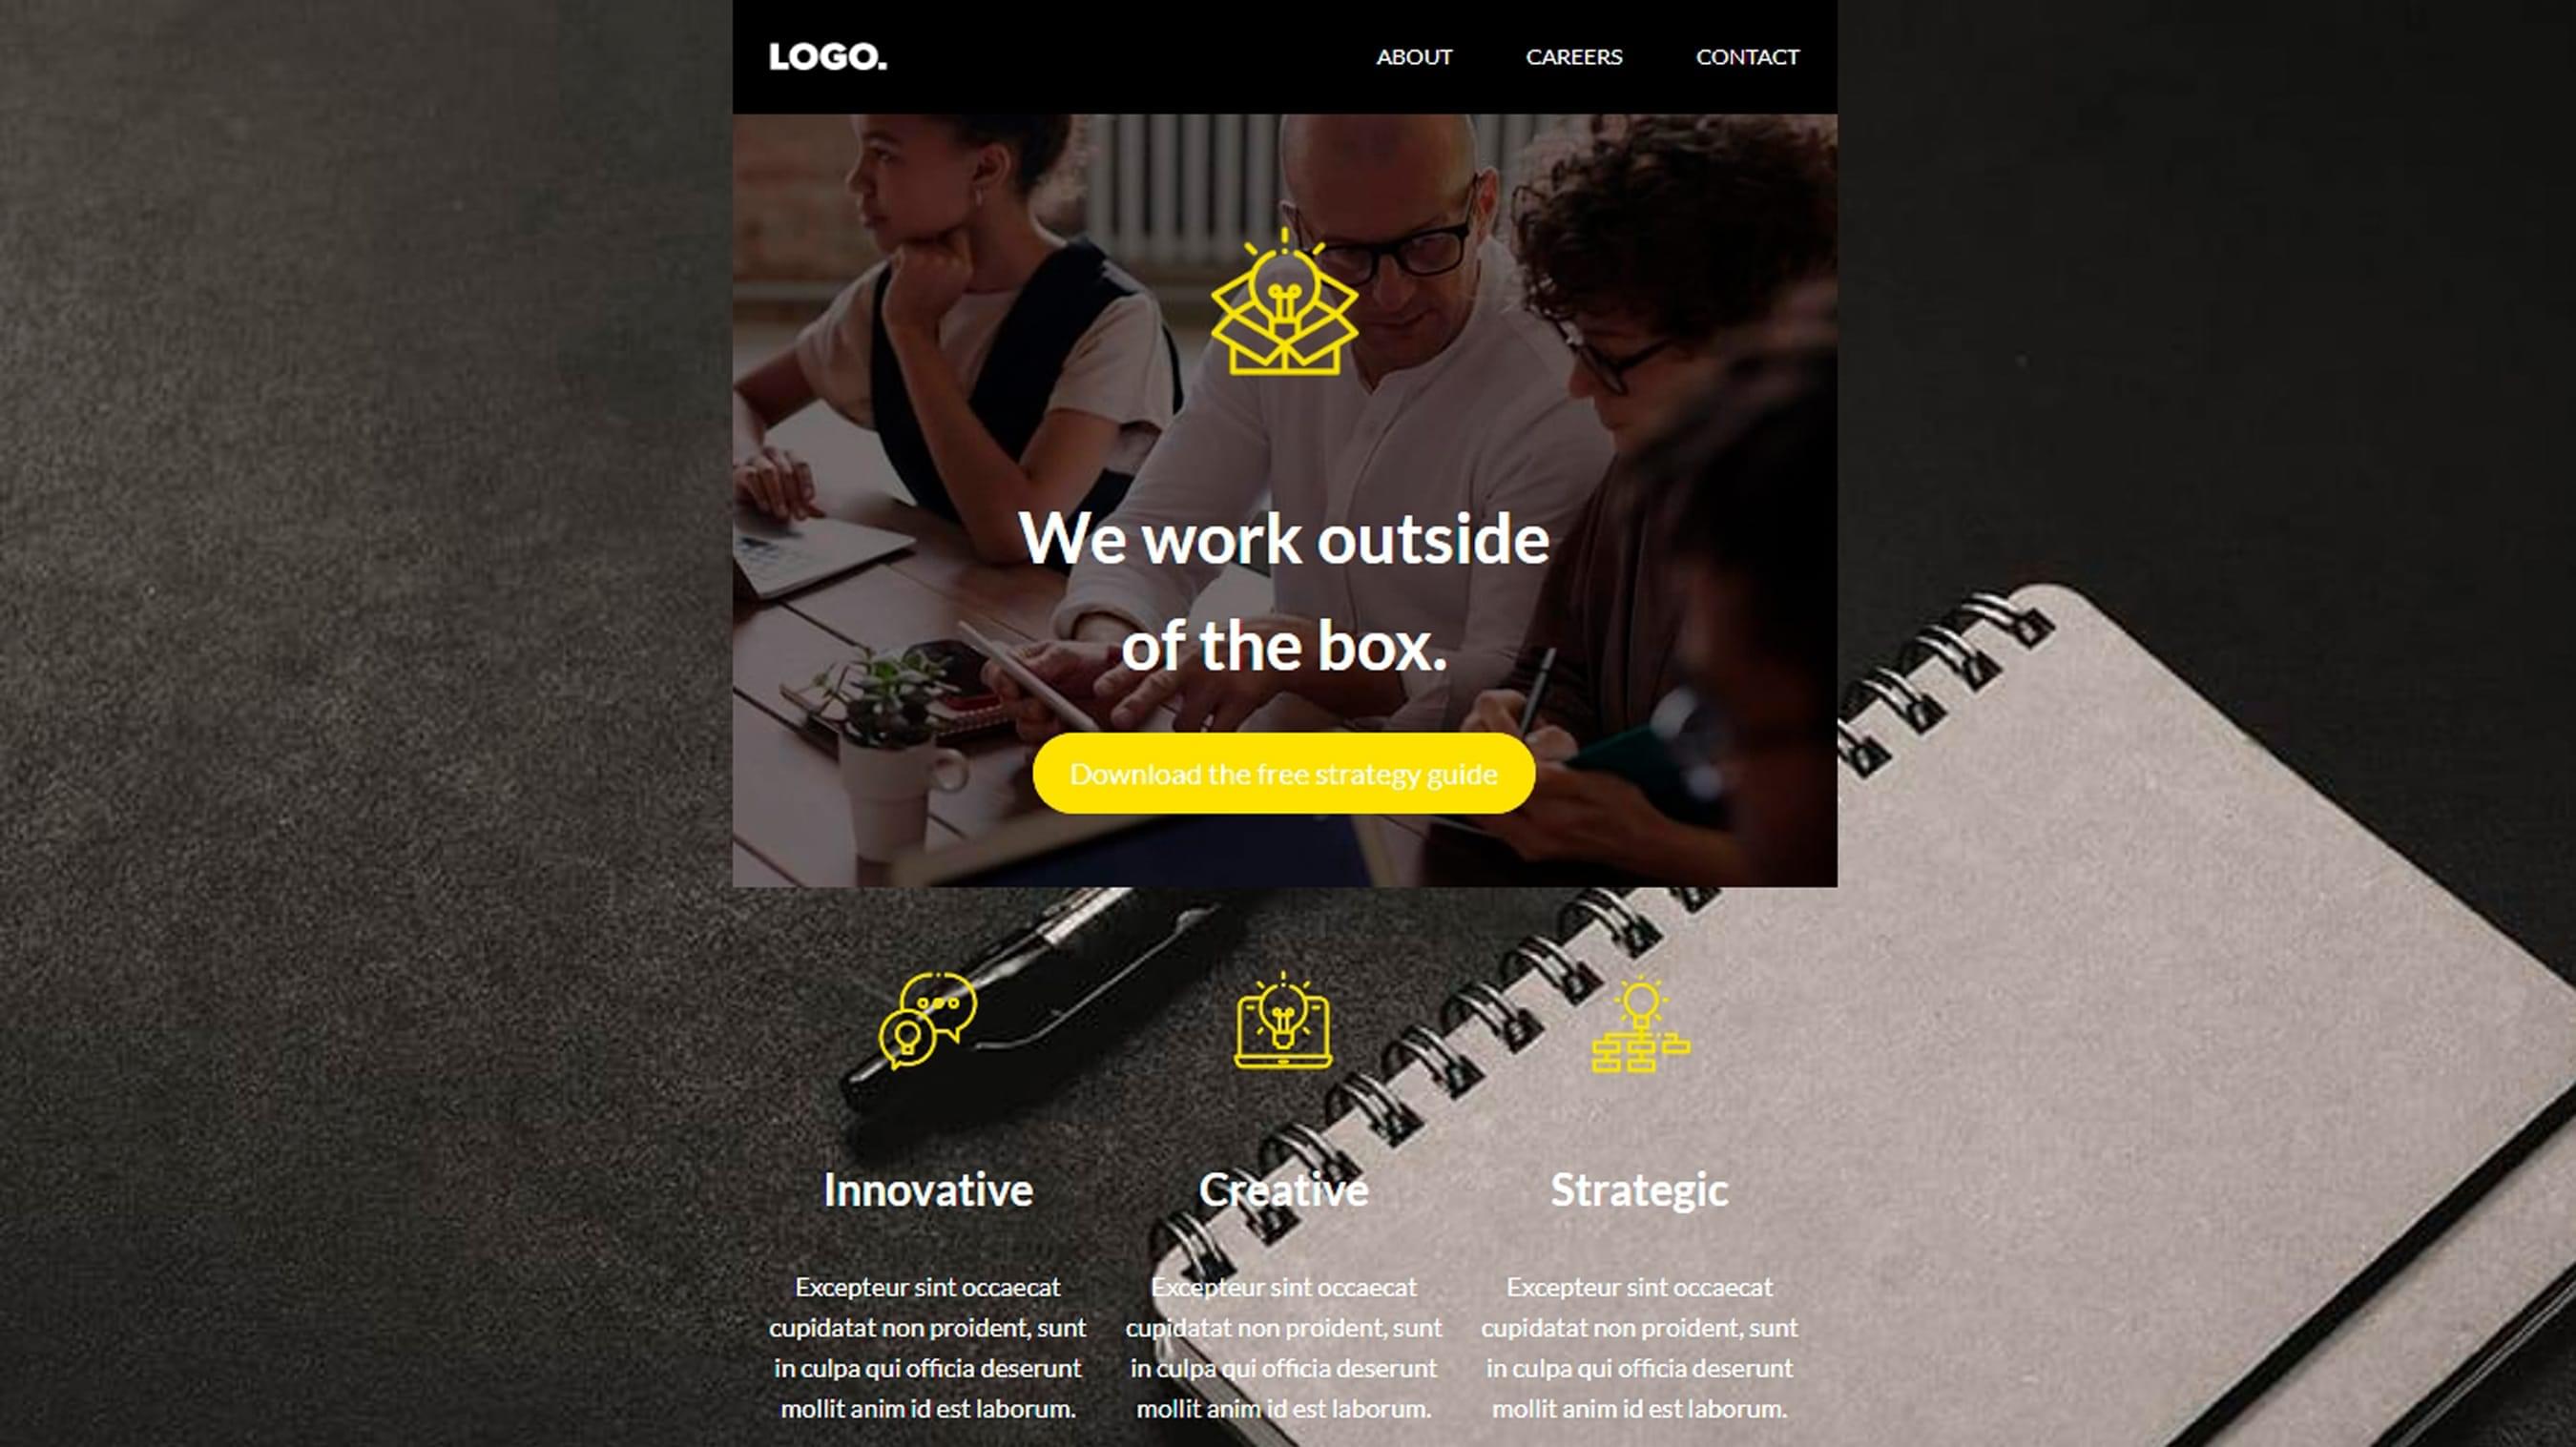 LOGO.
ABOUT CAREERS CONTACT
We work outside
of the box.
Download the free strategy guide
Innovative
Excepteur sint occaecat
cupidatat non proident, sunt
in culpa qui officia deserunt
mollit anim id est laborum.
Creative
Excepteur sint occaecat
cupidatat non proident, sunt
in culpa qui officia deserunt
mollit anim id est laborum.
Strategic
Excepteur sint occaecat
cupidatat non proident, sunt
in culpa qui officia deserunt
mollit anim id est laborum.